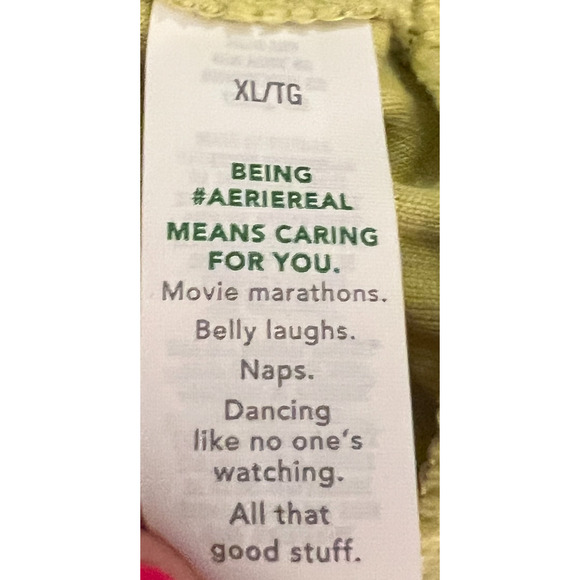 XL/TG
BEING
#AERIEREAL
MEANS CARING
FOR YOU.
Movie marathons.
Belly laughs.
Naps.
Dancing
like no one's
watching.
All that
good stuff.